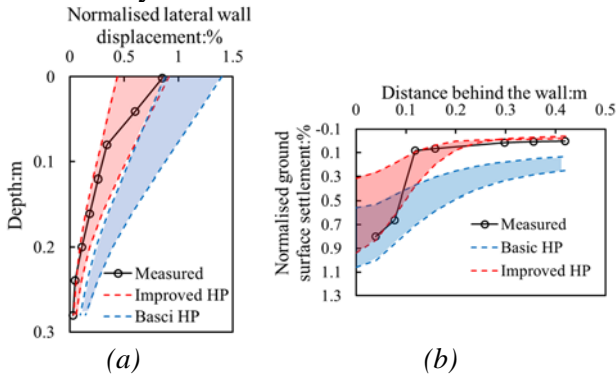 Normalised lateral wall
displacement:%
0 0.5 1 1.5
0
0.1
0.2
0.3
Depth:m
Measured
Improved HP
Basci HP
(a)
Distance behind the wall:m
0 0.1 0.2 0.3 0.4 0.5
-0.1
0.1
0.3
0.5
0.7
0.9
1.1
1.3
Normalised ground
surface settlement:%
Measured
Basic HP
Improved HP
(b)